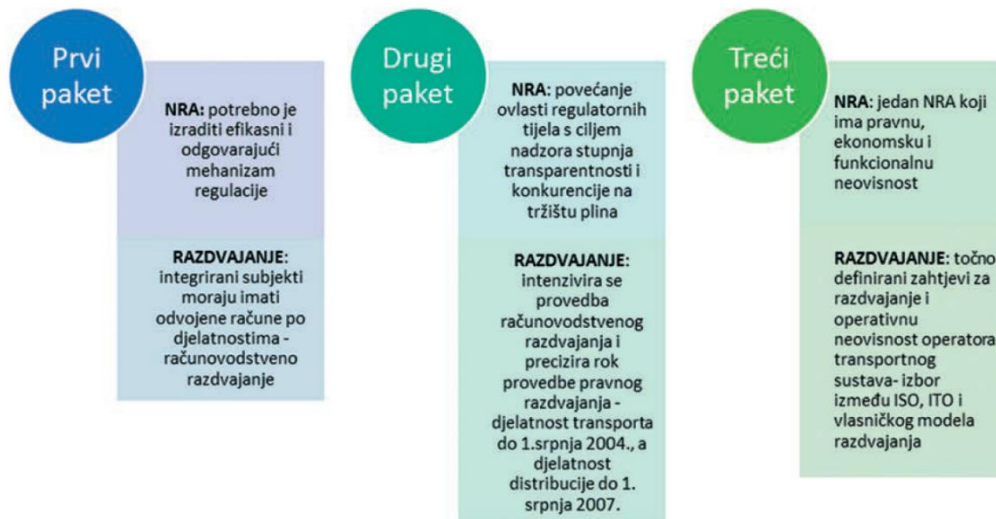 Prvi
paket
NRA: potrebno je
izraditi efikasni i
odgovarajući
mehanizam
regulacije
RAZDVAJANJE:
integrirani subjekti
moraju imati
odvojene račune po
djelatnostima -
računovodstveno
razdvajanje
Drugi
paket
NRA: povećanje
ovlasti regulatornih
tijela s ciljem
nadzora stupnja
transparentnosti i
konkurencije na
tržištu plina
RAZDVAJANJE:
intenzivira se
provedba
računovodstvenog
razdvajanja i
precizira rok
provedbe pravnog
razdvajanja -
djelatnost transporta
do 1.srpnja 2004., a
djelatnost
distribucije do 1.
srpnja 2007.
Treći
paket
NRA: jedan NRA koji
ima pravnu,
ekonomsku i
funkcionalnu
neovisnost
RAZDVAJANJE: točno
definirani zahtjevi za
razdvajanje i
operativnu
neovisnost operatora
transportnog
sustava- izbor
između ISO, ITO i
vlasničkog modela
razdvajanja